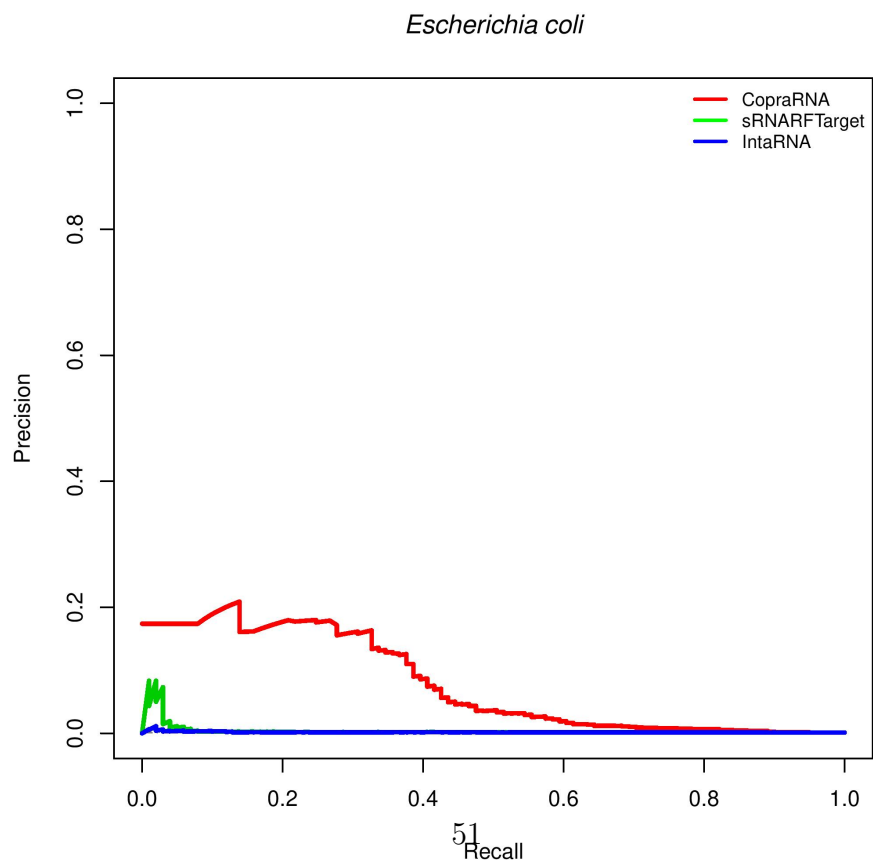 Escherichia coli
CopraRNA
sRNARFTarget
IntaRNA
Precision
1.0
0.8
0.6
0.4
0.2
0.0
0.0 0.2 0.4 0.6 0.8 1.0
51
Recall